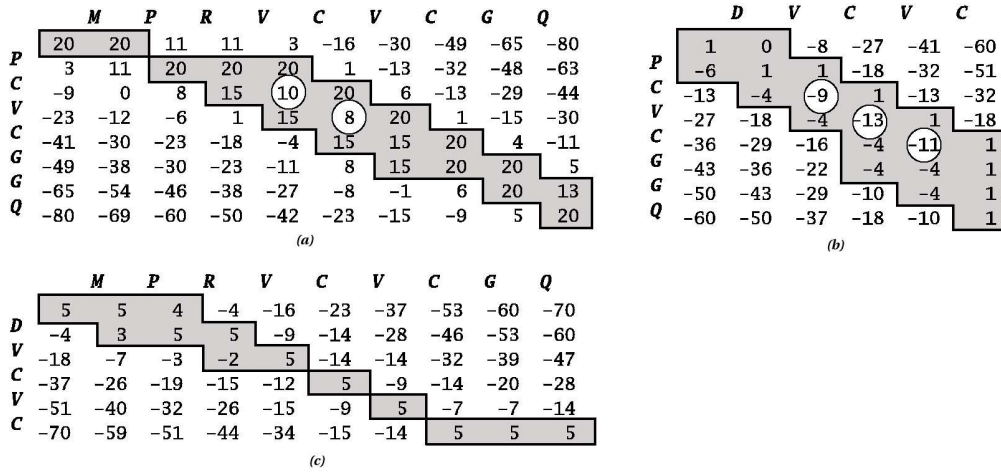 M P R V C V C G Q
20 20 11 11 3 −16 −30 −49 −65 −80
P
3 11 20 20 20 1 −13 −32 −48 −63
C
−9 0 8 15 10 20 6 −13 −29 −44
V
−23 −12 −6 1 15 8 20 1 −15 −30
C
−41 −30 −23 −18 −4 15 15 20 4 −11
G
−49 −38 −30 −23 −11 8 15 20 20 5
G
−65 −54 −46 −38 −27 −8 −1 6 20 13
Q
−80 −69 −60 −50 −42 −23 −15 −9 5 20
(a)
D V C V C
1 0 −8 −27 −41 −60
P
−6 1 1 −18 −32 −51
C
−13 −4 −9 1 −13 −32
V
−27 −18 −4 −13 1 −18
C
−36 −29 −16 −4 −11 1
G
−43 −36 −22 −4 −4 1
G
−50 −43 −29 −10 −4 1
Q
−60 −50 −37 −18 −10 1
(b)
M P R V C V C G Q
5 5 4 −4 −16 −23 −37 −53 −60 −70
D
−4 3 5 5 −9 −14 −28 −46 −53 −60
V
−18 −7 −3 −2 5 −14 −14 −32 −39 −47
C
−37 −26 −19 −15 −12 5 −9 −14 −20 −28
V
−51 −40 −32 −26 −15 −9 5 −7 −7 −14
C
−70 −59 −51 −44 −34 −15 −14 5 5 5
(c)